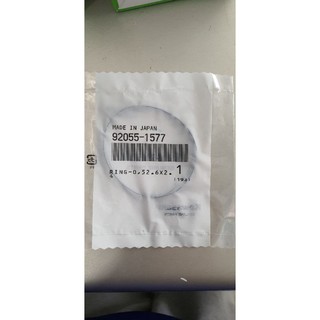 MADE IN JAPAN
92055-1577
RING-O,52.6X2. 1